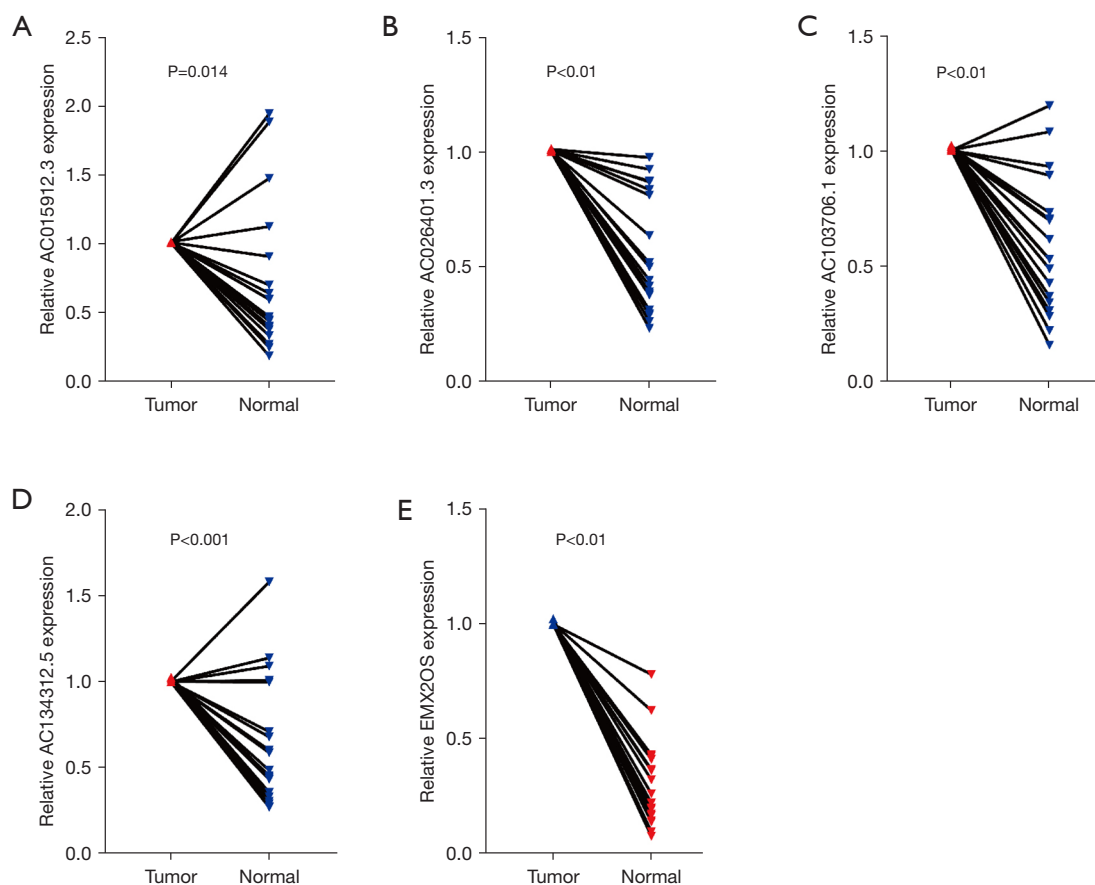 A
Relative AC015912.3 expression
2.5
2.0
1.5
1.0
0.5
0.0
P=0.014
Tumor Normal
B
Relative AC026401.3 expression
1.5
1.0
0.5
0.0
P<0.01
Tumor Normal
C
Relative AC103706.1 expression
1.5
1.0
0.5
0.0
P<0.01
Tumor Normal
D
Relative AC134312.5 expression
2.0
1.5
1.0
0.5
0.0
P<0.001
Tumor Normal
E
Relative EMX2OS expression
1.5
1.0
0.5
0.0
P<0.01
Tumor Normal